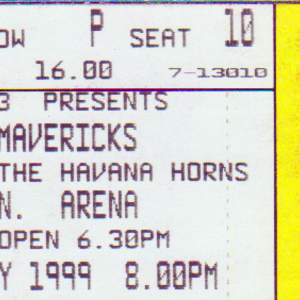 OW P SEAT 10
16.00 7-13010
3 PRESENTS
MAVERICKS
THE HAVANA HORNS
N. ARENA
OPEN 6.30PM
Y 1999 8.00PM